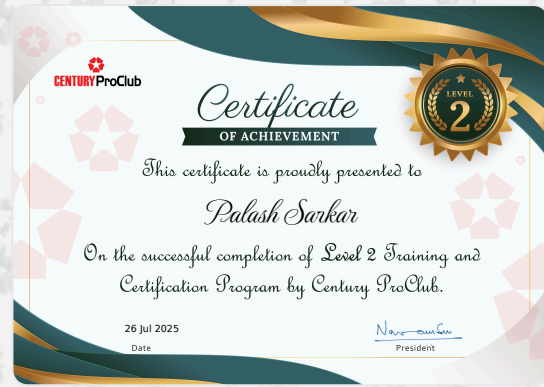 CENTURY ProClub
Certificate
OF ACHIEVEMENT
LEVEL
2
This certificate is proudly presented to
Palash Sarkar
On the successful completion of Level 2 Training and
Certification Program by Century ProClub.
26 Jul 2025
Date
President